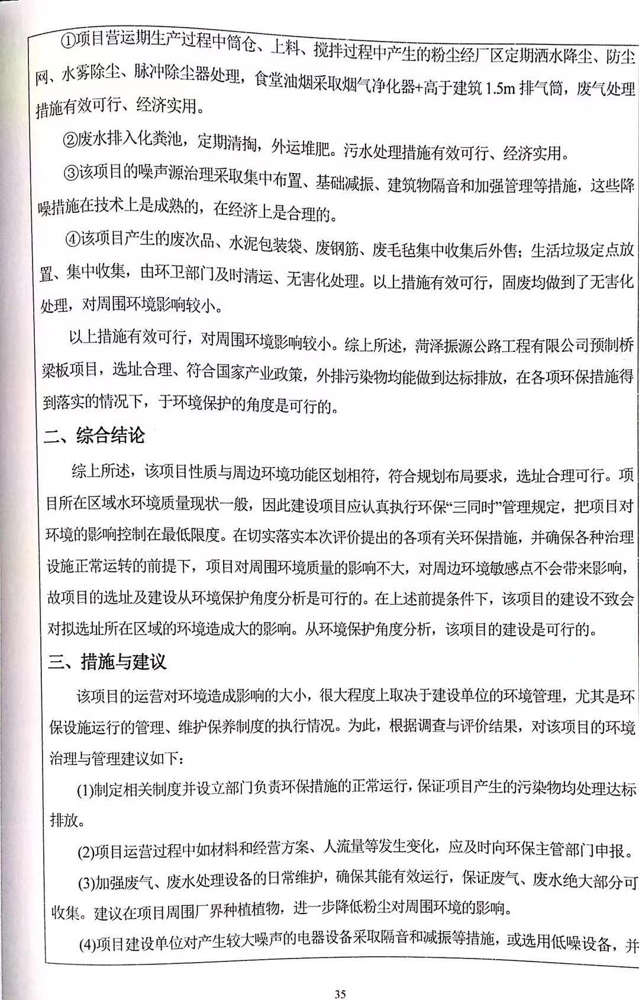 ①项目营运期生产过程中筒仓、上料、搅拌过程中产生的粉尘经厂区定期洒水降尘、防尘
网、水雾除尘、脉冲除尘器处理，食堂油烟采取烟气净化器+高于建筑 1.5m 排气筒，废气处理
措施有效可行、经济实用。
②废水排入化粪池，定期清掏，外运堆肥。污水处理措施有效可行、经济实用。
③该项目的噪声源治理采取集中布置、基础减振、建筑物隔音和加强管理等措施，这些降
噪措施在技术上是成熟的，在经济上是合理的。
④该项目产生的废次品、水泥包装袋、废钢筋、废毛毡集中收集后外售；生活垃圾定点放
置、集中收集，由环卫部门及时清运、无害化处理。以上措施有效可行，固废均做到了无害化
处理，对周围环境影响较小。
以上措施有效可行，对周围环境影响较小。综上所述，菏泽振源公路工程有限公司预制桥
梁板项目，选址合理、符合国家产业政策，外排污染物均能做到达标排放，在各项环保措施得
到落实的情况下，于环境保护的角度是可行的。
二、综合结论
综上所述，该项目性质与周边环境功能区划相符，符合规划布局要求，选址合理可行。项
目所在区域水环境质量现状一般，因此建设项目应认真执行环保“三同时”管理规定，把项目对
环境的影响控制在最低限度。在切实落实本次评价提出的各项有关环保措施，并确保各种治理
设施正常运转的前提下，项目对周围环境质量的影响不大，对周边环境敏感点不会带来影响，
故项目的选址及建设从环境保护角度分析是可行的。在上述前提条件下，该项目的建设不致会
对拟选址所在区域的环境造成大的影响。从环境保护角度分析，该项目的建设是可行的。
三、措施与建议
该项目的运营对环境造成影响的大小，很大程度上取决于建设单位的环境管理，尤其是环
保设施运行的管理、维护保养制度的执行情况。为此，根据调查与评价结果，对该项目的环境
治理与管理建议如下：
(1)制定相关制度并设立部门负责环保措施的正常运行，保证项目产生的污染物均处理达标
排放。
(2)项目运营过程中如材料和经营方案、人流量等发生变化，应及时向环保主管部门申报。
(3)加强废气、废水处理设备的日常维护，确保其能有效运行，保证废气、废水绝大部分可
收集。建议在项目周围厂界种植植物，进一步降低粉尘对周围环境的影响。
(4)项目建设单位对产生较大噪声的电器设备采取隔音和减振等措施，或选用低噪设备，并
35